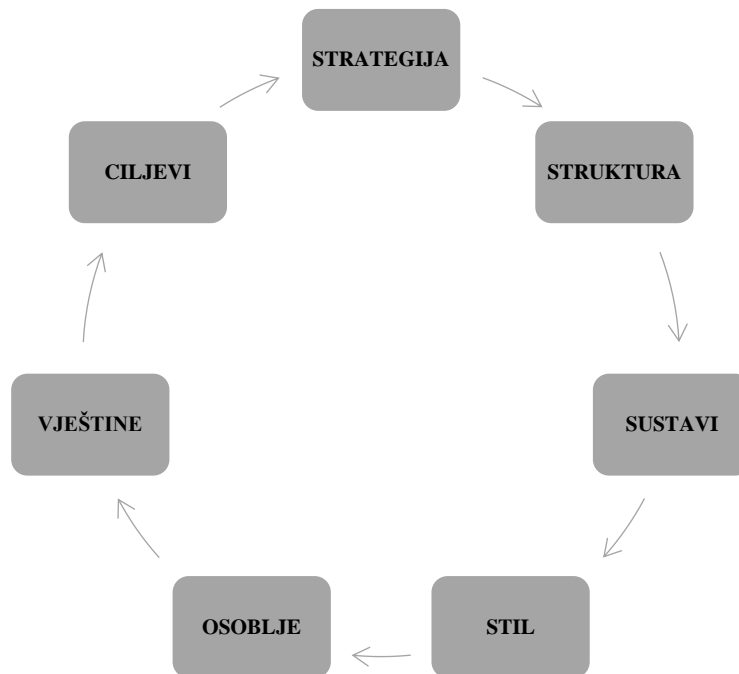 STRATEGIJA
STRUKTURA
SUSTAVI
STIL
OSOBLJE
VJEŠTINE
CILJEVI